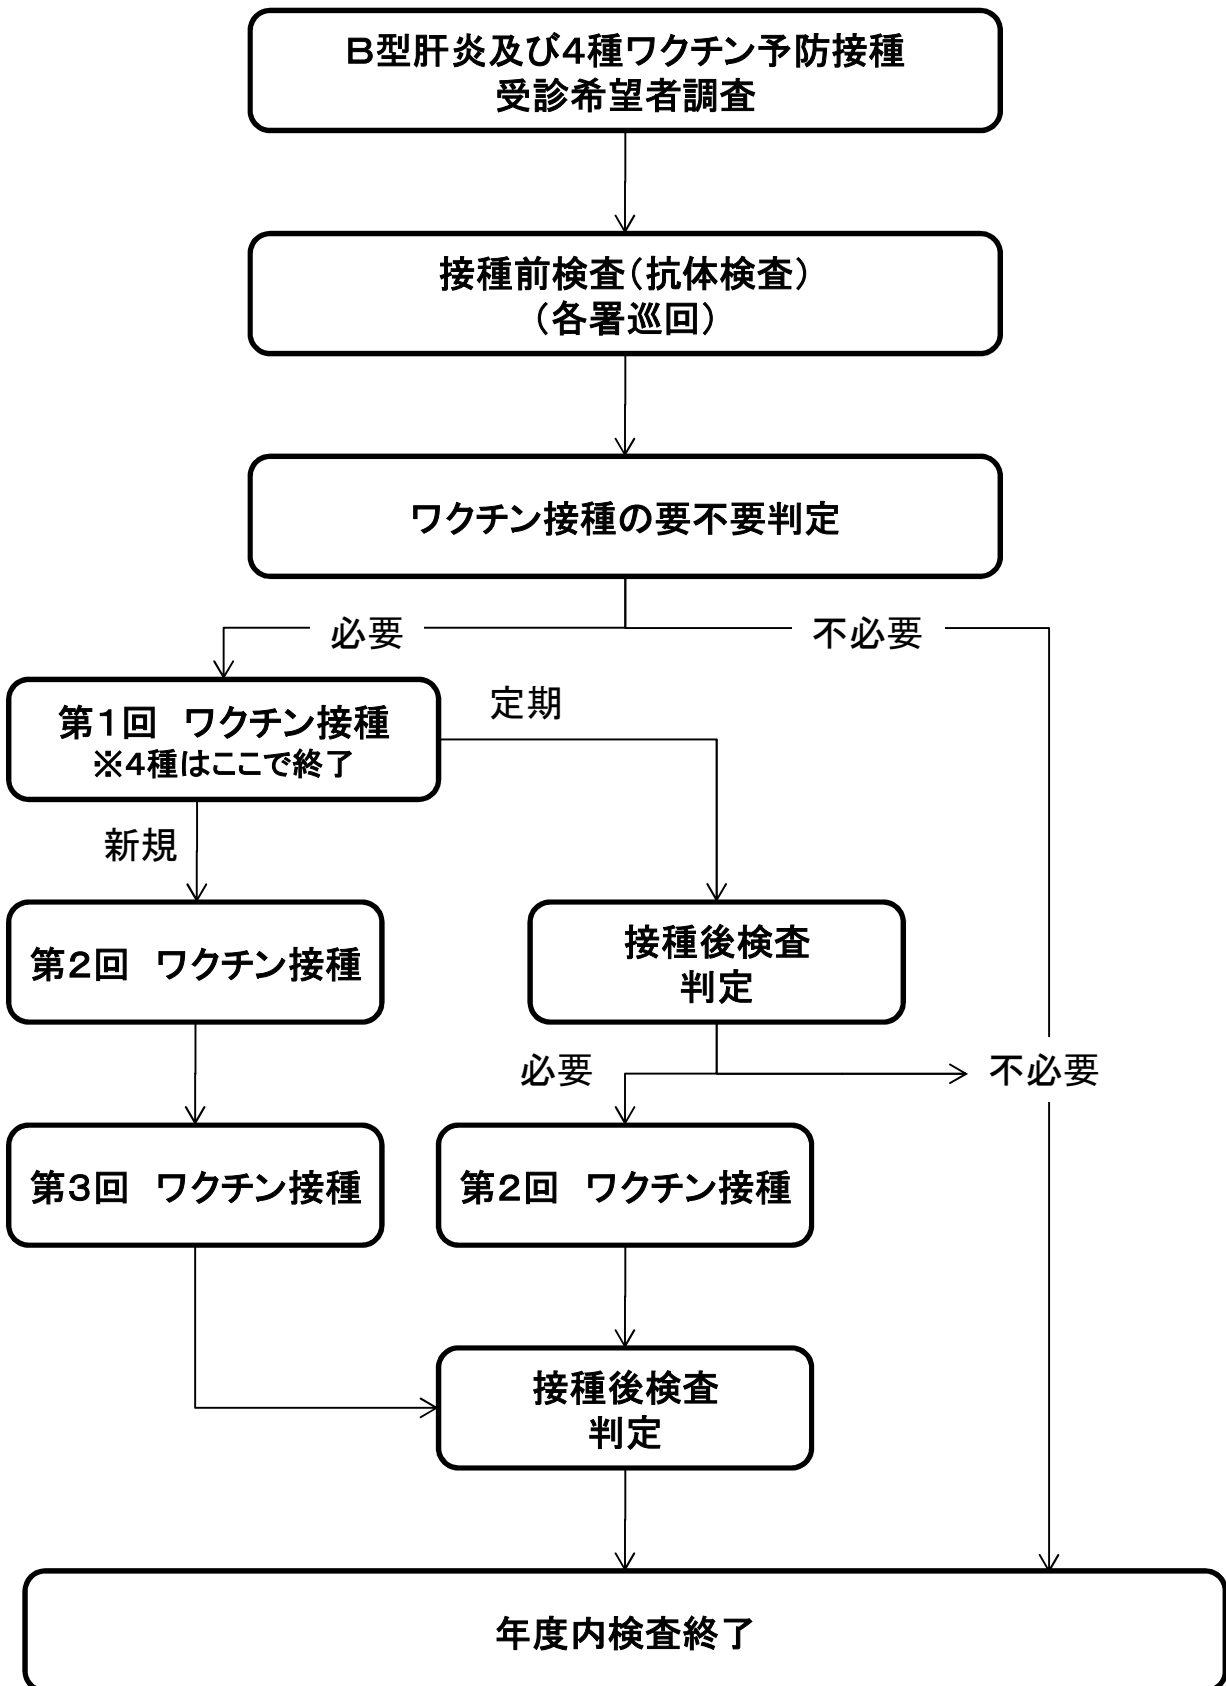 B型肝炎及び4種ワクチン予防接種
受診希望者調査
接種前検査(抗体検査)
(各署巡回)
ワクチン接種の要不要判定
必要
不必要
第1回　ワクチン接種
※4種はここで終了
定期
新規
第2回　ワクチン接種
接種後検査
判定
必要
不必要
第3回　ワクチン接種
第2回　ワクチン接種
接種後検査
判定
年度内検査終了